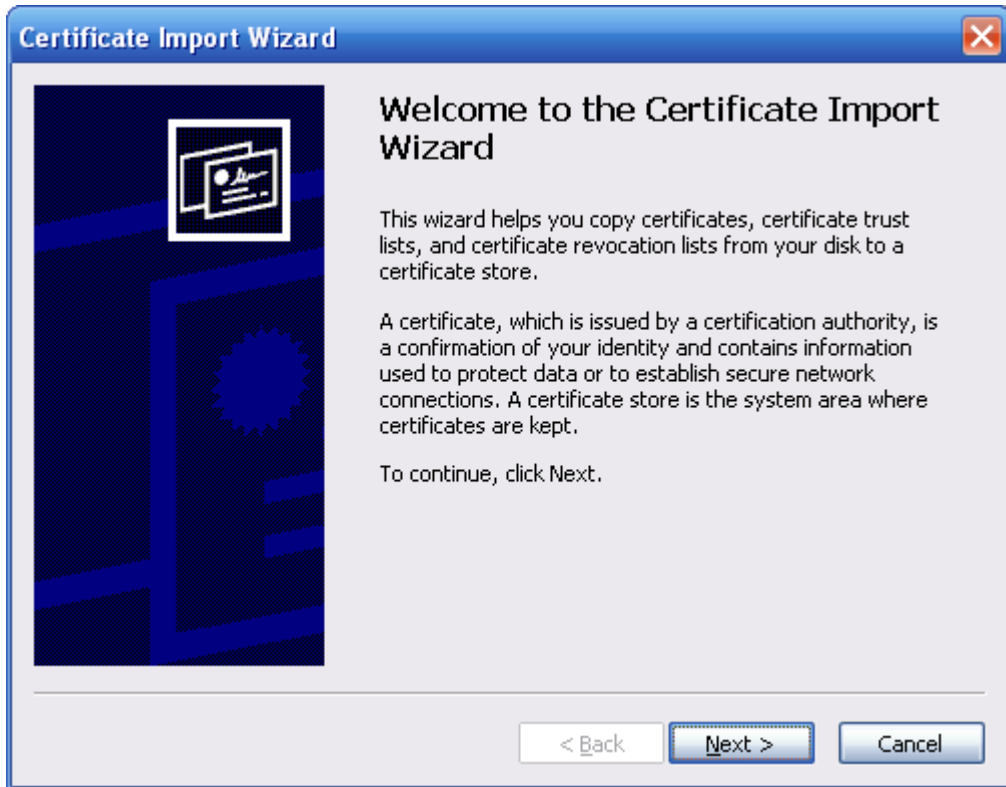 Certificate Import Wizard
Welcome to the Certificate Import
Wizard
This wizard helps you copy certificates, certificate trust
lists, and certificate revocation lists from your disk to a
certificate store.
A certificate, which is issued by a certification authority, is
a confirmation of your identity and contains information
used to protect data or to establish secure network
connections. A certificate store is the system area where
certificates are kept.
To continue, click Next.
< Back Next > Cancel